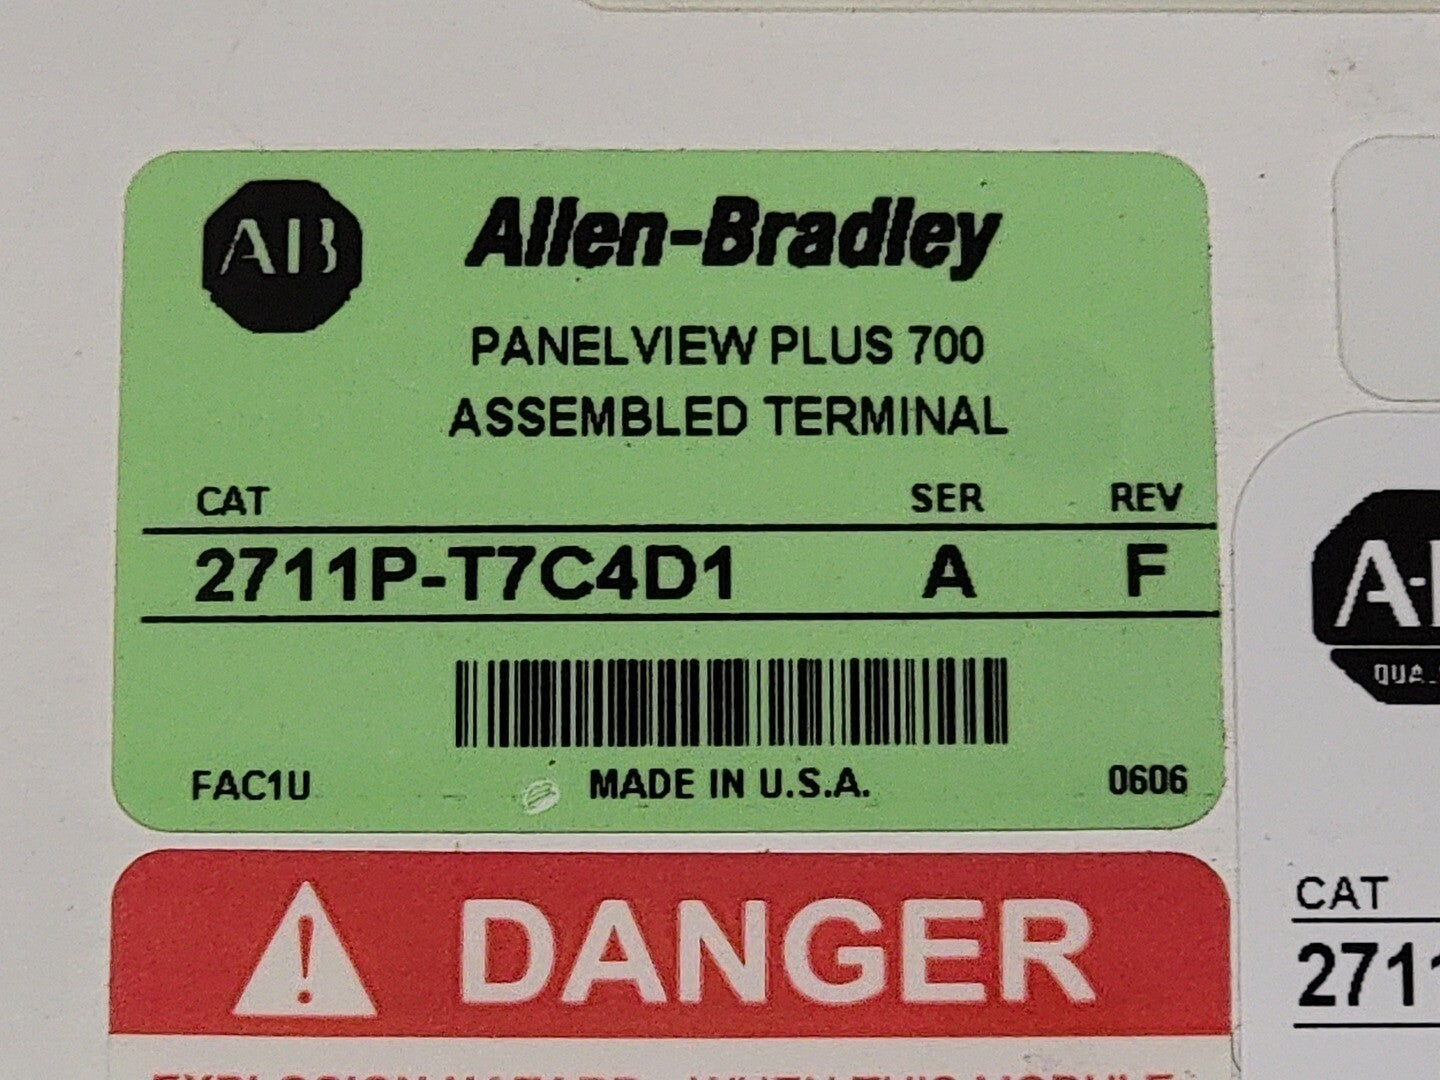 AB Allen-Bradley
PANELVIEW PLUS 700
ASSEMBLED TERMINAL
CAT SER REV
2711P-T7C4D1 A F
FAC1U MADE IN U.S.A. 0606
DANGER
CAT
2711